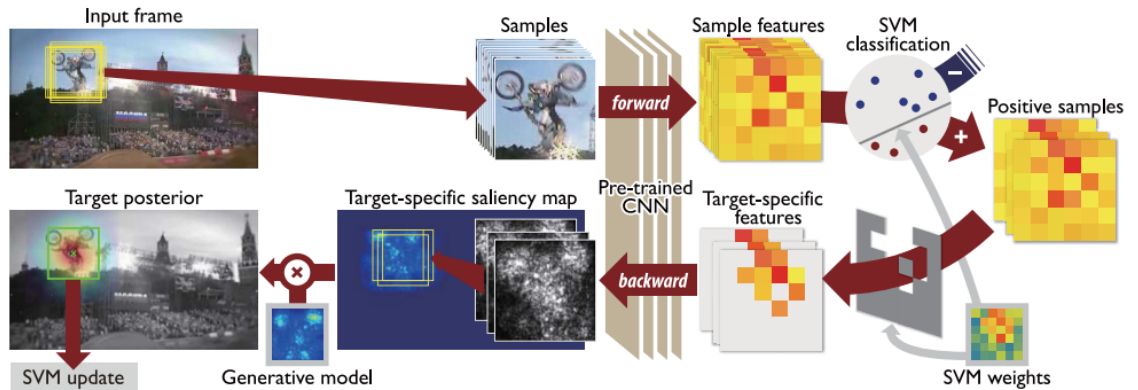 Input frame
Samples
Sample features
SVM
classification
Positive samples
forward
−
+
Pre-trained
CNN
Target posterior
Target-specific saliency map
Target-specific
features
backward
×
SVM update
Generative model
SVM weights